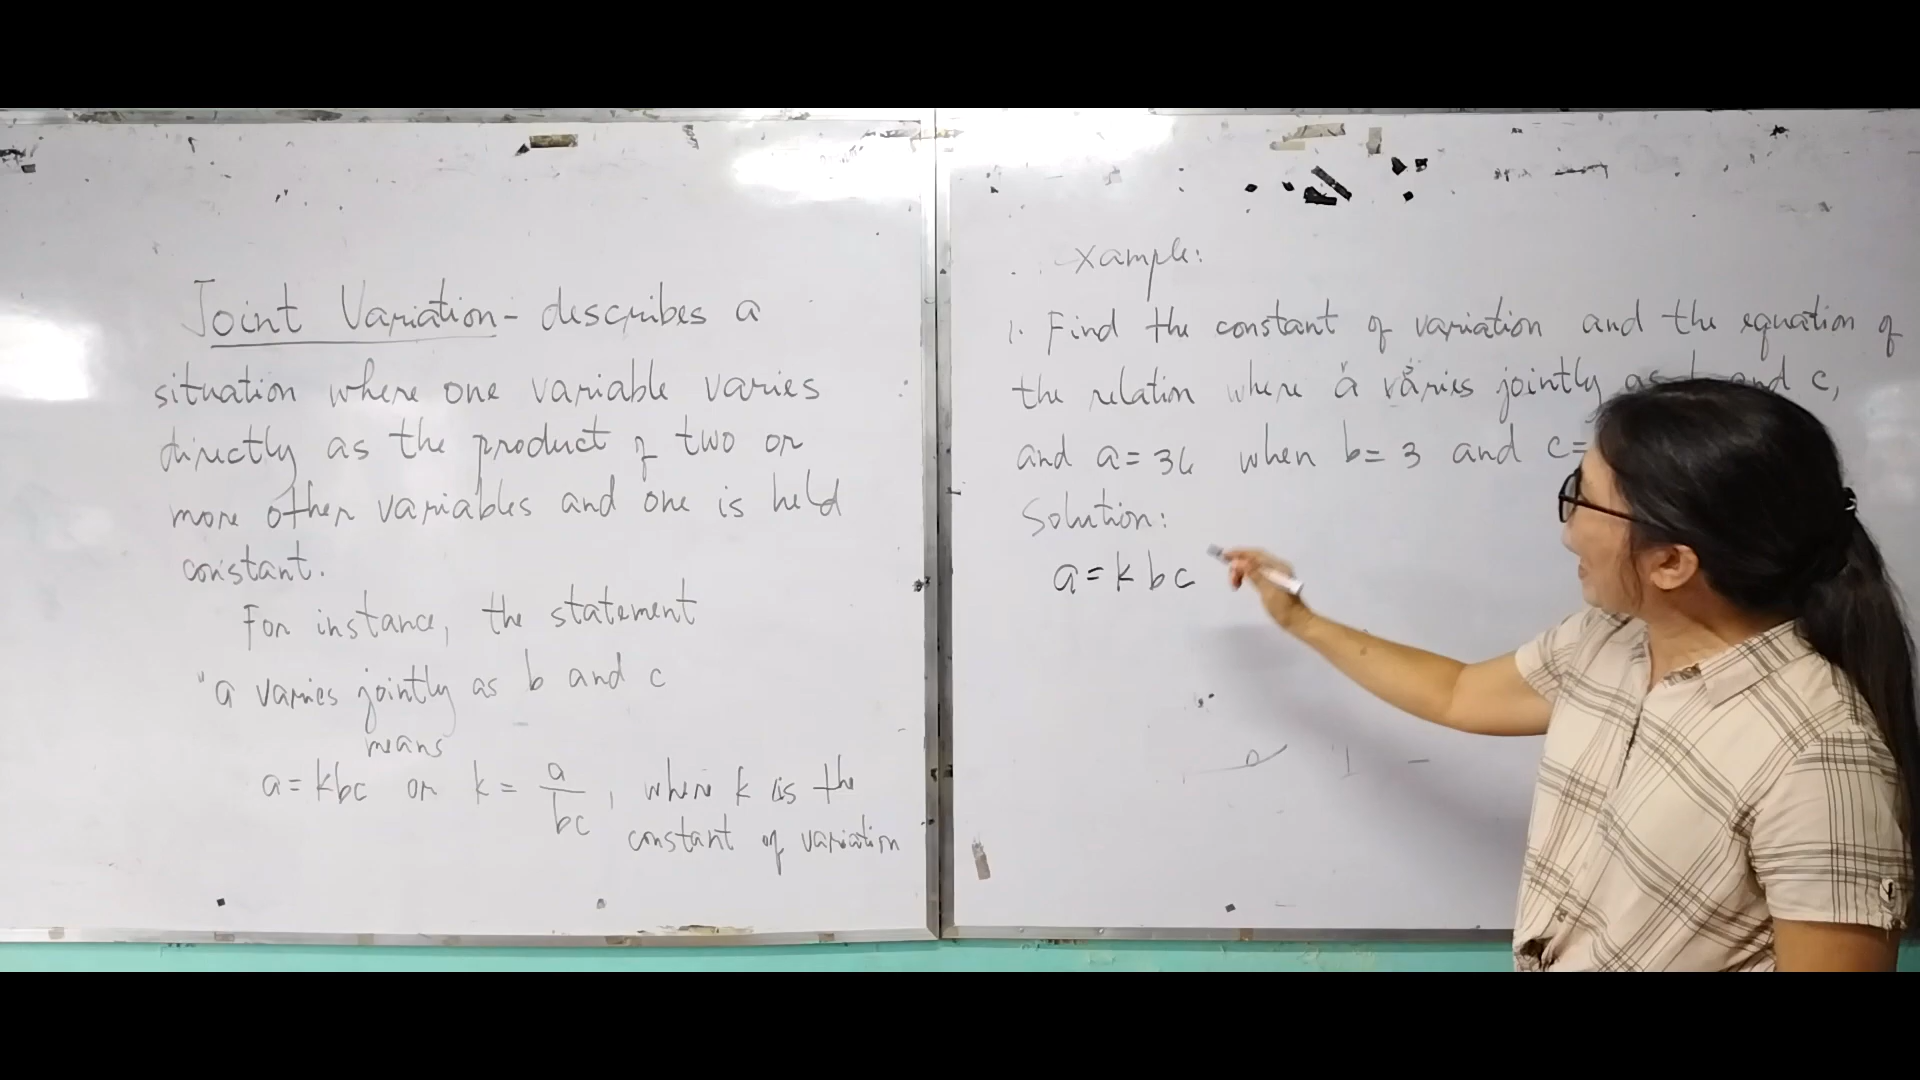 Joint Variation - describes a
situation where one variable varies
directly as the product of two or
more other variables and one is held
constant.
For instance, the statement
"a varies jointly as b and c
means
a = kbc or k = a/bc, where k is the
constant of variation
xample:
1. Find the constant of variation and the equation of
the relation where a varies jointly as b and c,
and a = 36 when b = 3 and c =
Solution:
a = k b c